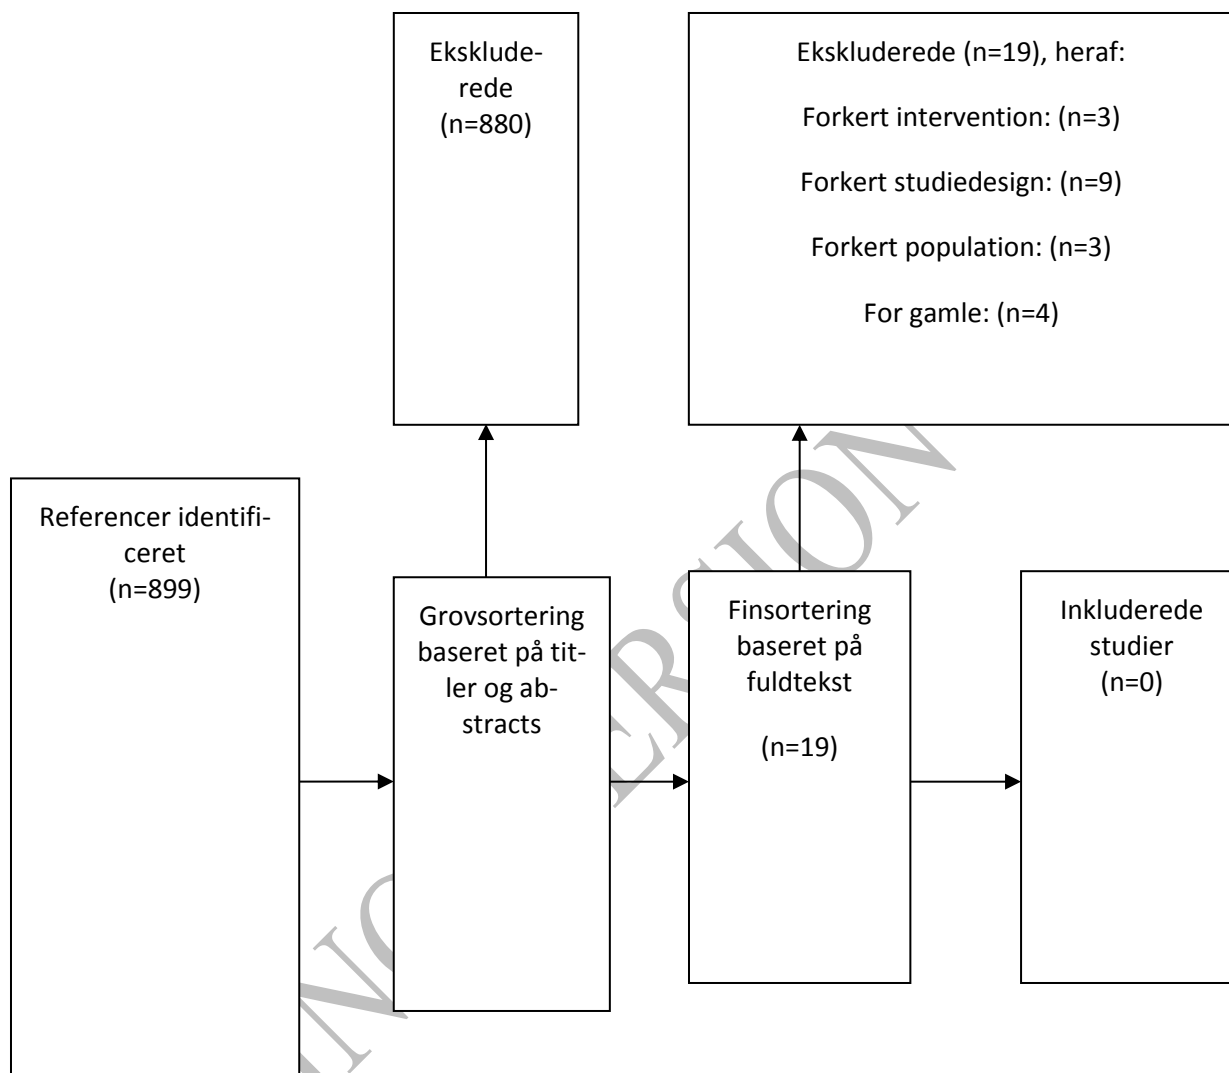 Eksklude-
rede
(n=880)
Ekskluderede (n=19), heraf:
Forkert intervention: (n=3)
Forkert studiedesign: (n=9)
Forkert population: (n=3)
For gamle: (n=4)
Referencer identifi-
ceret
(n=899)
Grovsortering
baseret på tit-
ler og ab-
stracts
Finsortering
baseret på
fuldtekst
(n=19)
Inkluderede
studier
(n=0)